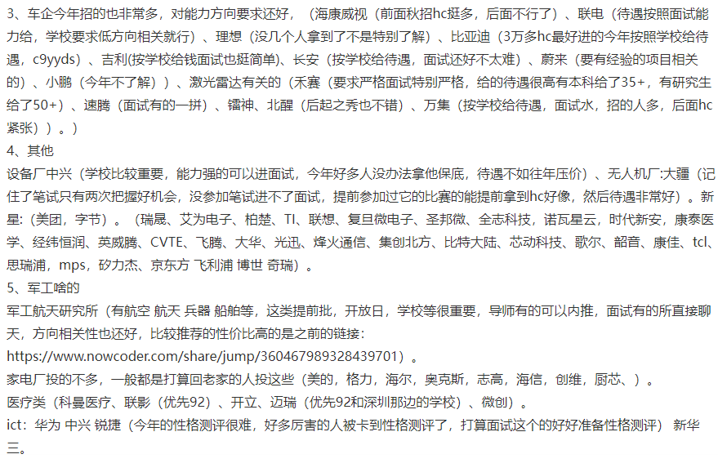 3、车企今年招的也非常多，对能力方向要求还好，（海康威视（前面秋招hc挺多，后面不行了）、联电（待遇按照面试能
力给，学校要求低方向相关就行）、理想（没几个人拿到了不是特别了解）、比亚迪（3万多hc最好进的今年按照学校给待
遇，c9yyds）、吉利(按学校给钱面试也挺简单)、长安（按学校给待遇，面试还好不太难）、蔚来（要有经验的项目相关
的）、小鹏（今年不了解））、激光雷达有关的（禾赛（要求严格面试特别严格，给的待遇很高有本科给了35+，有研究生
给了50+）、速腾（面试有的一拼）、镭神、北醒（后起之秀也不错）、万集（按学校给待遇，面试水，招的人多，后面hc
紧张））。）
4、其他
设备厂中兴（学校比较重要，能力强的可以进面试，今年好多人没办法拿他保底，待遇不如往年压价）、无人机厂:大疆（记
住了笔试只有两次把握好机会，没参加笔试进不了面试，提前参加过它的比赛的能提前拿到hc好像，然后待遇非常好）。新
星:（美团，字节）。（瑞晟、艾为电子、柏楚、TI、联想、复旦微电子、圣邦微、全志科技，诺瓦星云，时代新安，康泰医
学、经纬恒润、英威腾、CVTE、飞腾、大华、光迅、烽火通信、集创北方、比特大陆、芯动科技、歌尔、韶音、康佳、tcl、
思瑞浦，mps，矽力杰、京东方 飞利浦 博世 奇瑞）。
5、军工啥的
军工航天研究所（有航空 航天 兵器 船舶等，这类提前批，开放日，学校等很重要，导师有的可以内推，面试有的所直接聊
天，方向相关性也还好，比较推荐的性价比高的是之前的链接：
https://www.nowcoder.com/share/jump/360467989328439701）。
家电厂投的不多，一般都是打算回老家的人投这些（美的，格力，海尔，奥克斯，志高，海信，创维，厨芯、）。
医疗类（科曼医疗、联影（优先92）、开立、迈瑞（优先92和深圳那边的学校）、微创）。
ict：华为 中兴 锐捷（今年的性格测评很难，好多厉害的人被卡到性格测评了，打算面试这个的好好准备性格测评） 新华
三。